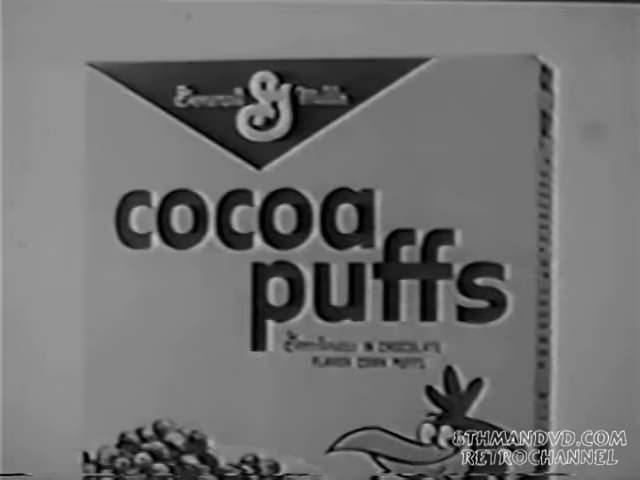 General G Mills
cocoa
puffs
IN CHOCOLATE
FLAVOR CORN PUFFS
8THMANDVD.COM
RETROCHANNEL